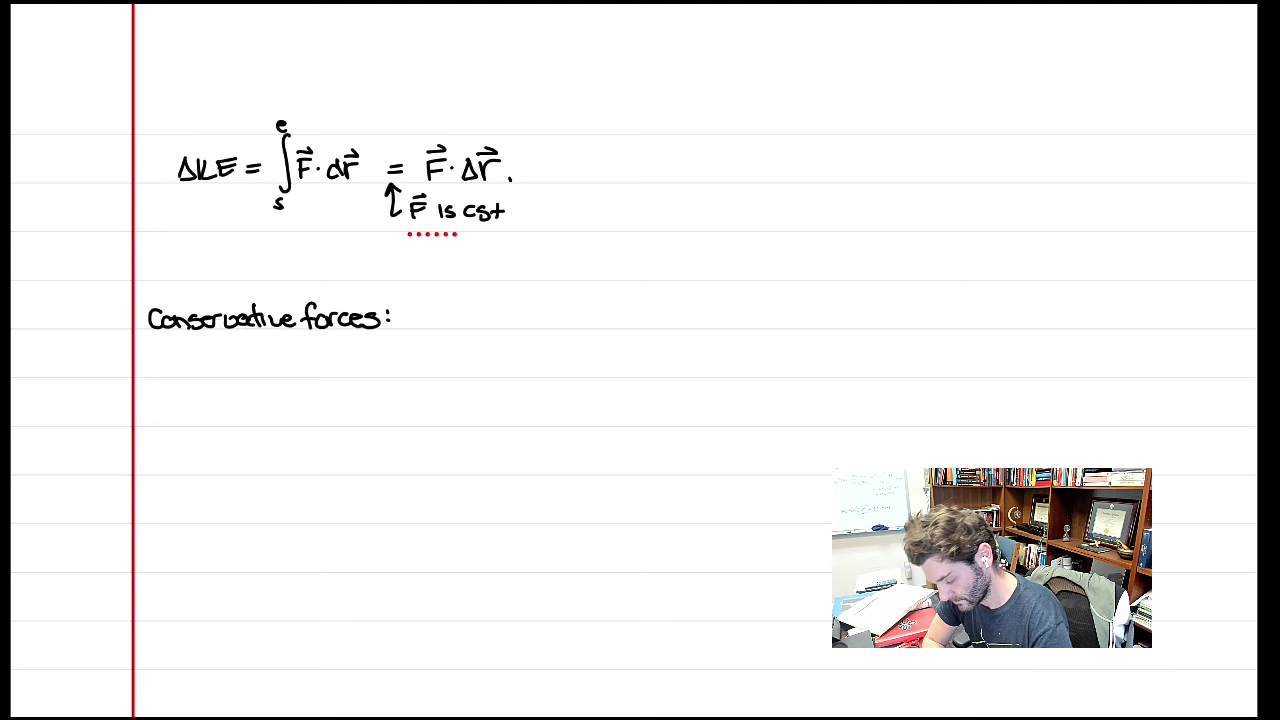 ΔKE = ∫ₛᵉ F⃗ · dr⃗ = F⃗ · Δr⃗.
F⃗ is cst
Conservative forces: